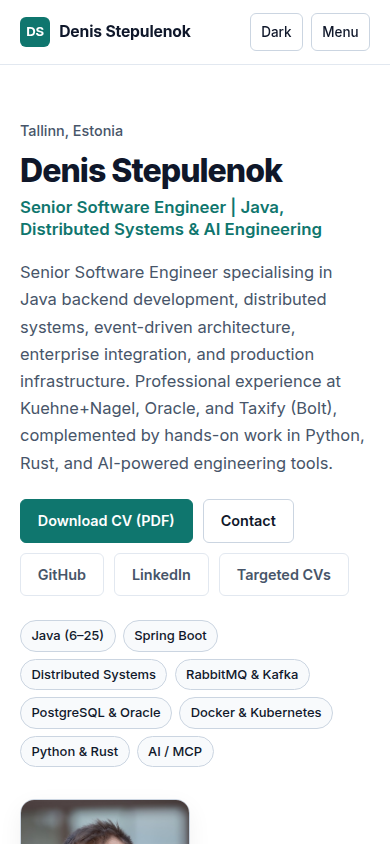 DS Denis Stepulenok Dark Menu
Tallinn, Estonia
Denis Stepulenok
Senior Software Engineer | Java,
Distributed Systems & AI Engineering
Senior Software Engineer specialising in
Java backend development, distributed
systems, event-driven architecture,
enterprise integration, and production
infrastructure. Professional experience at
Kuehne+Nagel, Oracle, and Taxify (Bolt),
complemented by hands-on work in Python,
Rust, and AI-powered engineering tools.
Download CV (PDF) Contact
GitHub LinkedIn Targeted CVs
Java (6–25) Spring Boot
Distributed Systems RabbitMQ & Kafka
PostgreSQL & Oracle Docker & Kubernetes
Python & Rust AI / MCP